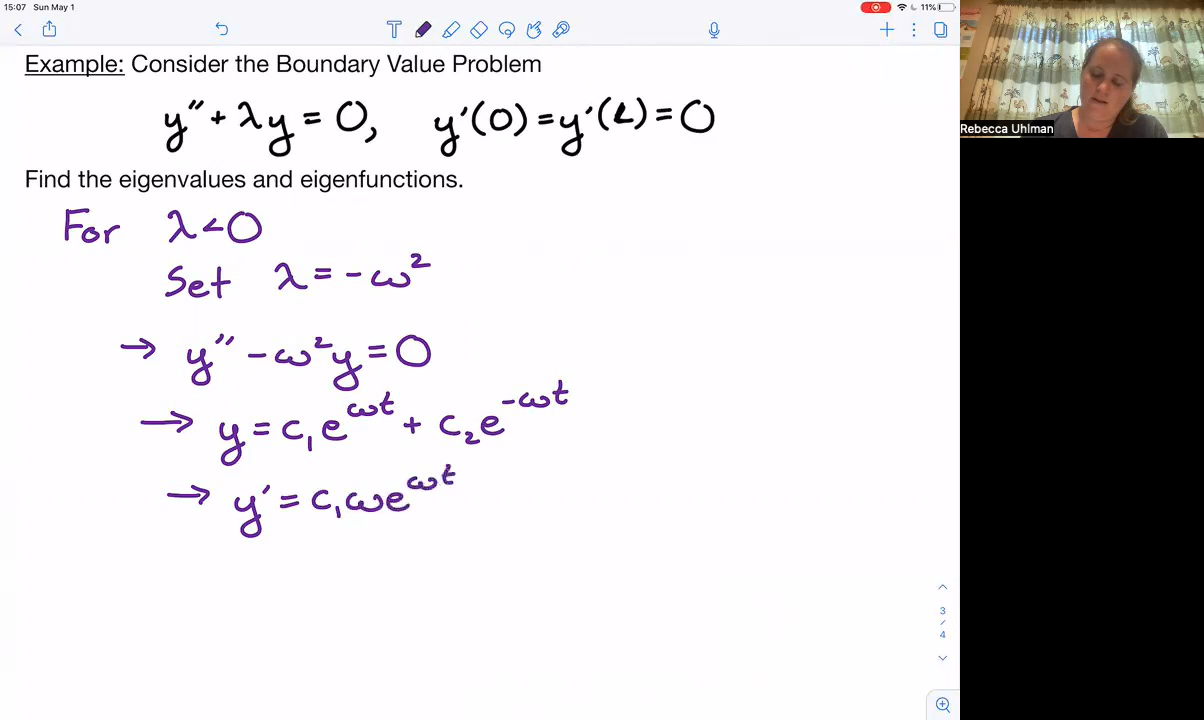 15:07 Sun May 1 11%
Example: Consider the Boundary Value Problem
y″ + λy = 0, y′(0) = y′(L) = 0
Rebecca Uhlman
Find the eigenvalues and eigenfunctions.
For λ < 0
Set λ = -ω²
→ y″ - ω²y = 0
→ y = c₁e^{ωt} + c₂e^{-ωt}
→ y′ = c₁ωe^{ωt}
3
/
4